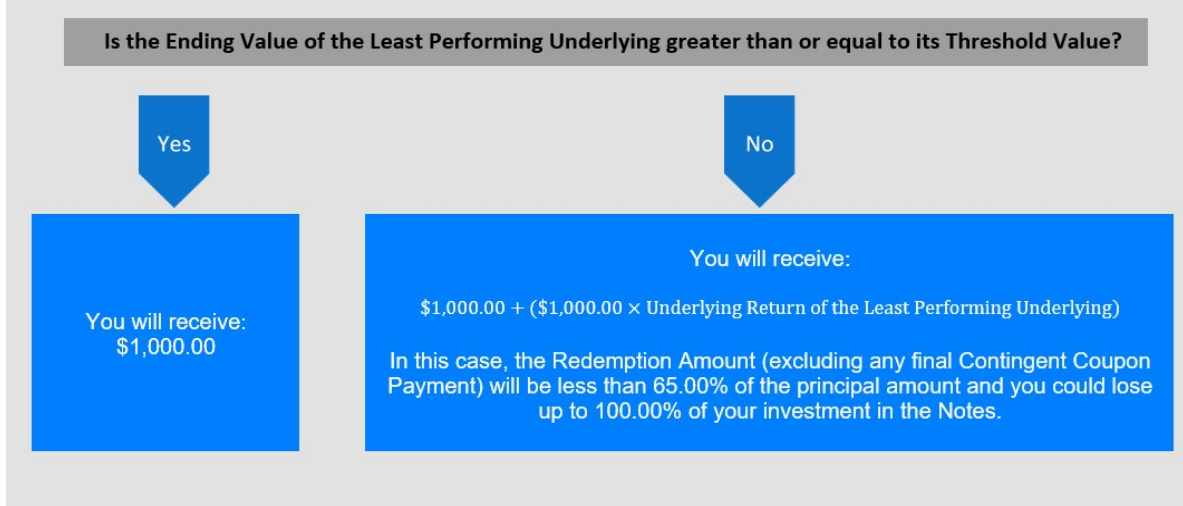 Is the Ending Value of the Least Performing Underlying greater than or equal to its Threshold Value?
Yes
No
You will receive:
$1,000.00
You will receive:
$1,000.00 + ($1,000.00 × Underlying Return of the Least Performing Underlying)
In this case, the Redemption Amount (excluding any final Contingent Coupon
Payment) will be less than 65.00% of the principal amount and you could lose
up to 100.00% of your investment in the Notes.